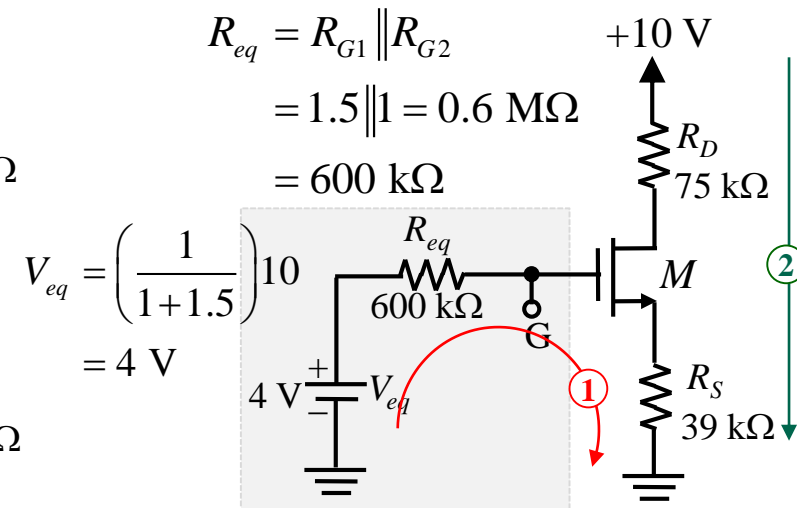 R_eq = R_G1 ∥ R_G2
= 1.5 ∥ 1 = 0.6 MΩ
= 600 kΩ
+10 V
R_D
75 kΩ
Ω
V_eq = (1 / (1+1.5)) 10
= 4 V
R_eq
600 kΩ
G
M
2
+
4 V
V_eq
−
1
R_S
39 kΩ
Ω